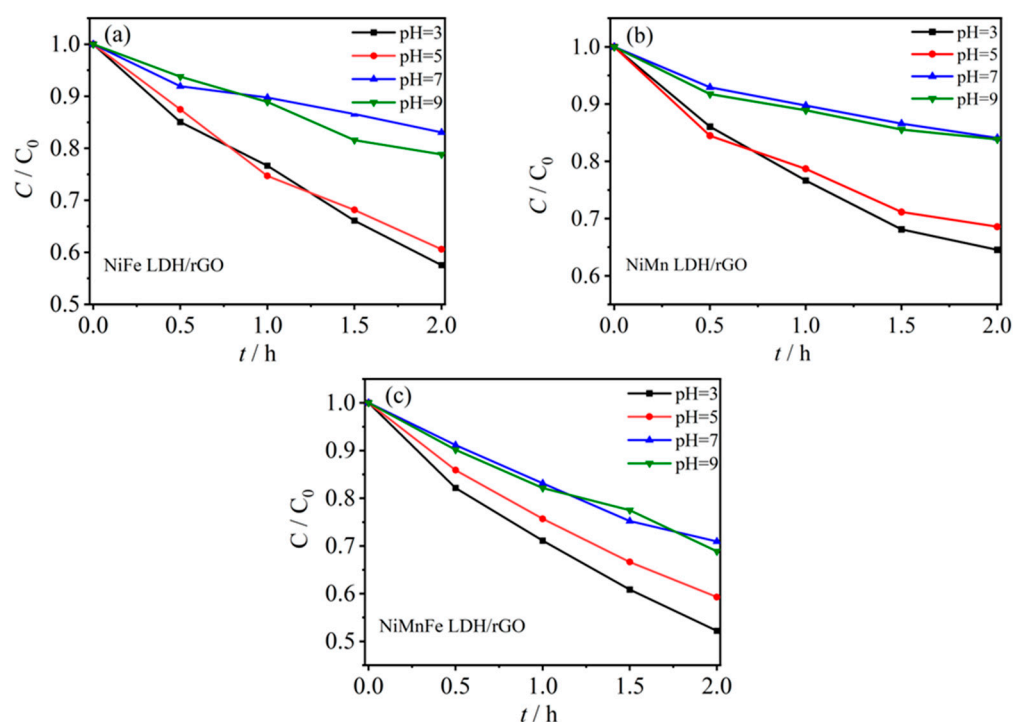 (a)
pH=3
pH=5
pH=7
pH=9
1.0
0.9
0.8
0.7
0.6
0.5
C / C0
NiFe LDH/rGO
0.0 0.5 1.0 1.5 2.0
t / h
(b)
pH=3
pH=5
pH=7
pH=9
1.0
0.9
0.8
0.7
0.6
C / C0
NiMn LDH/rGO
0.0 0.5 1.0 1.5 2.0
t / h
(c)
pH=3
pH=5
pH=7
pH=9
1.0
0.9
0.8
0.7
0.6
0.5
C / C0
NiMnFe LDH/rGO
0.0 0.5 1.0 1.5 2.0
t / h